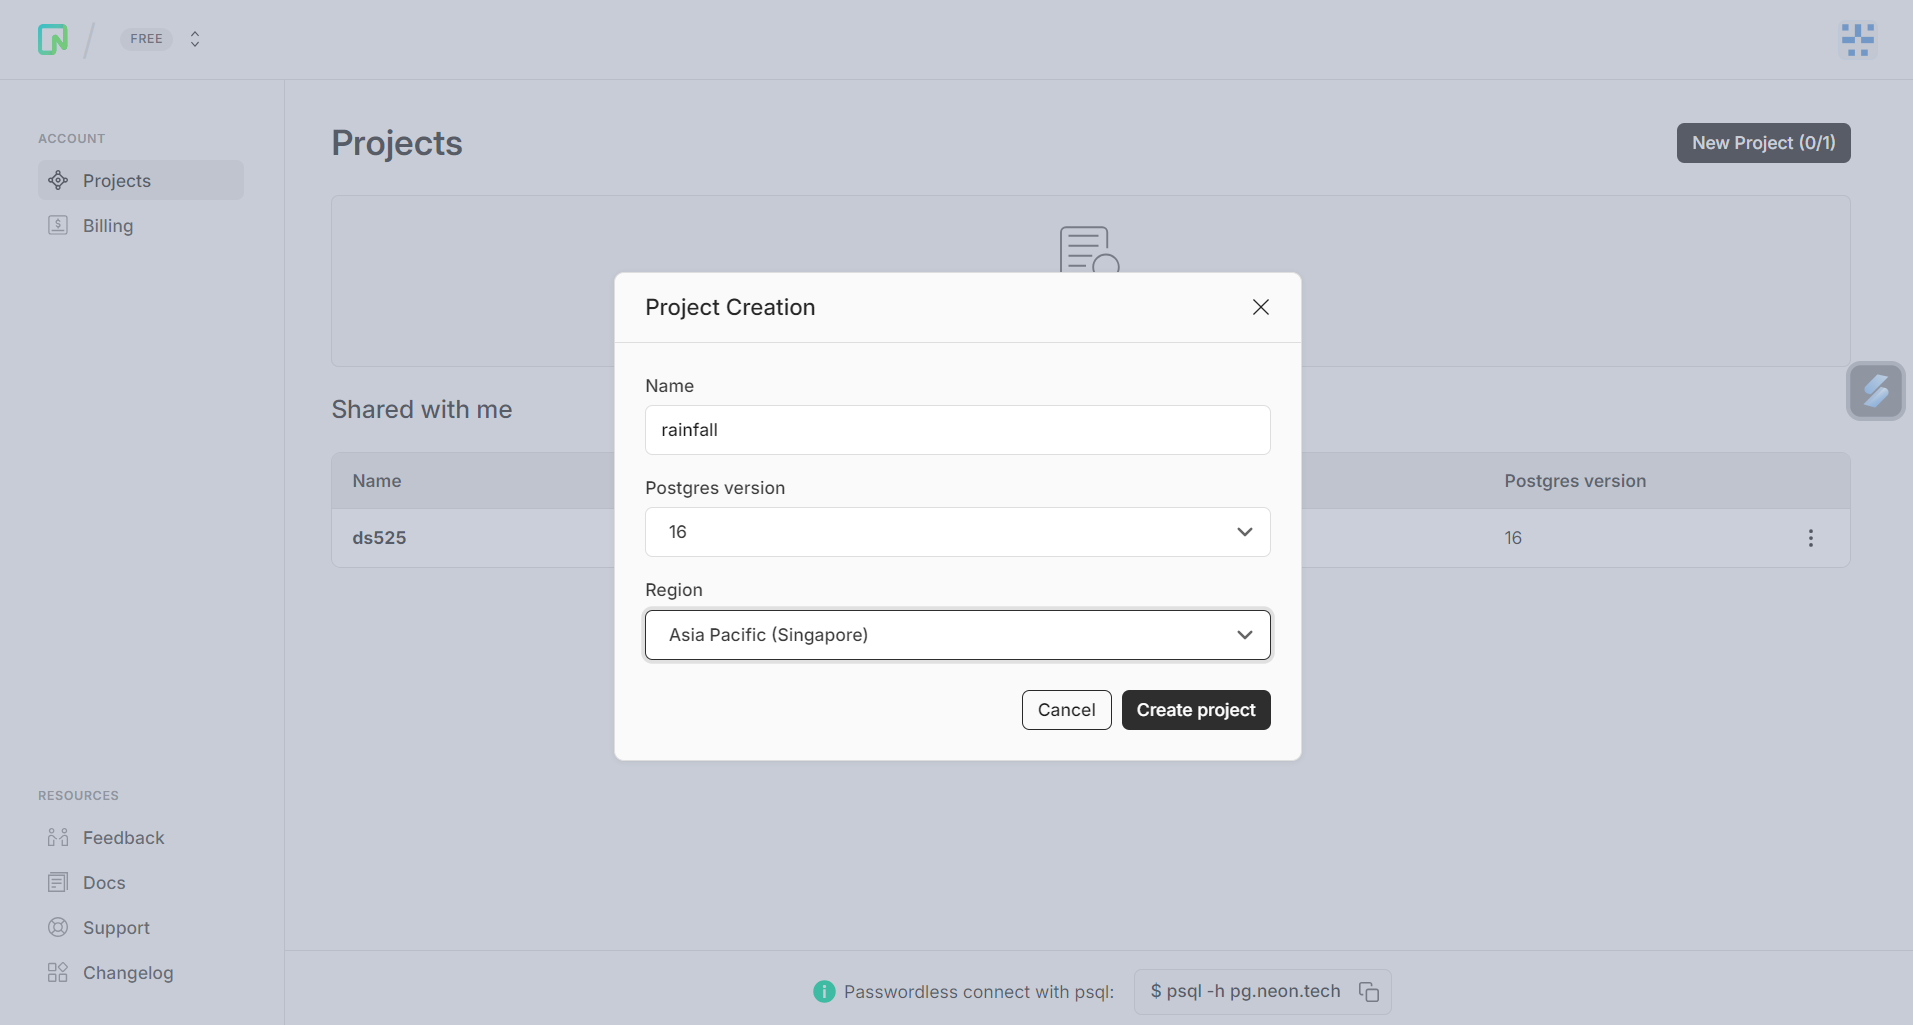 FREE
ACCOUNT
Projects
Billing
Projects
New Project (0/1)
Project Creation
Name
rainfall
Postgres version
16
Region
Asia Pacific (Singapore)
Cancel
Create project
Shared with me
Name
Postgres version
ds525
16
RESOURCES
Feedback
Docs
Support
Changelog
Passwordless connect with psql:
$ psql -h pg.neon.tech